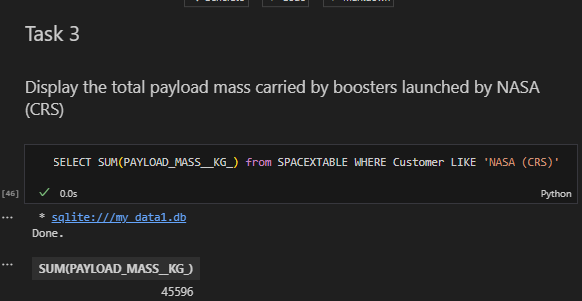 Task 3
Display the total payload mass carried by boosters launched by NASA
(CRS)
SELECT SUM(PAYLOAD_MASS__KG_) from SPACEXTABLE WHERE Customer LIKE 'NASA (CRS)'
[46]
0.0s
Python
...
* sqlite:///my_data1.db
Done.
...
SUM(PAYLOAD_MASS__KG_)
45596